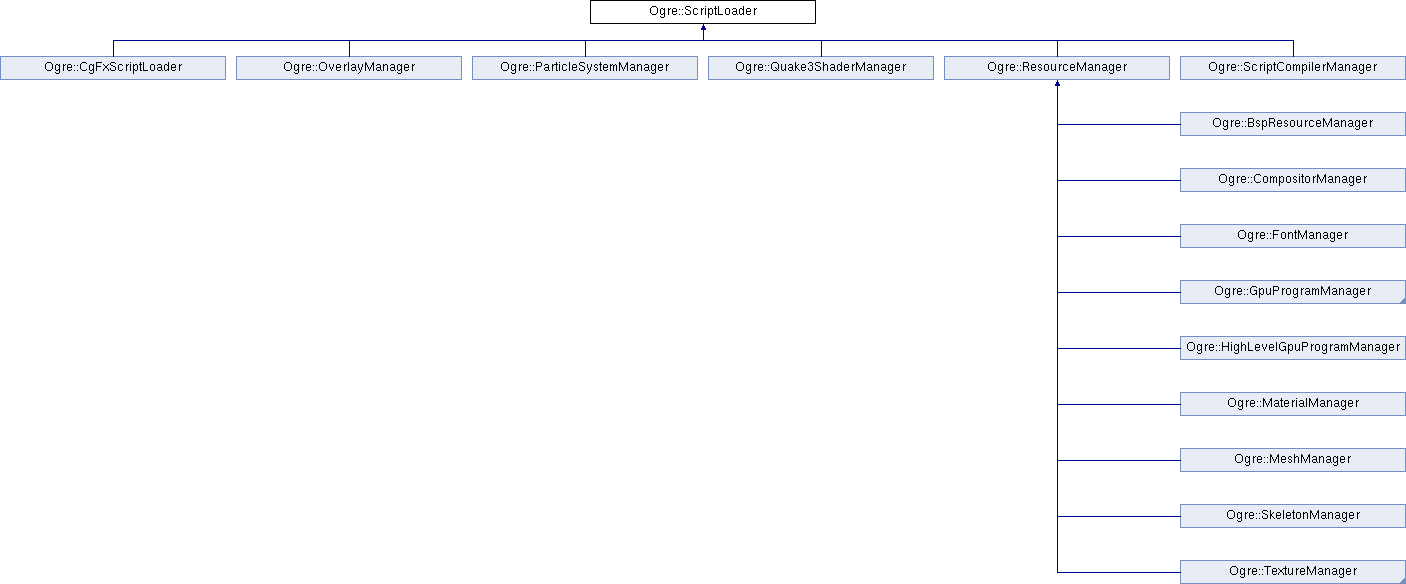 Ogre::ScriptLoader
Ogre::CgFxScriptLoader
Ogre::OverlayManager
Ogre::ParticleSystemManager
Ogre::Quake3ShaderManager
Ogre::ResourceManager
Ogre::ScriptCompilerManager
Ogre::BspResourceManager
Ogre::CompositorManager
Ogre::FontManager
Ogre::GpuProgramManager
Ogre::HighLevelGpuProgramManager
Ogre::MaterialManager
Ogre::MeshManager
Ogre::SkeletonManager
Ogre::TextureManager